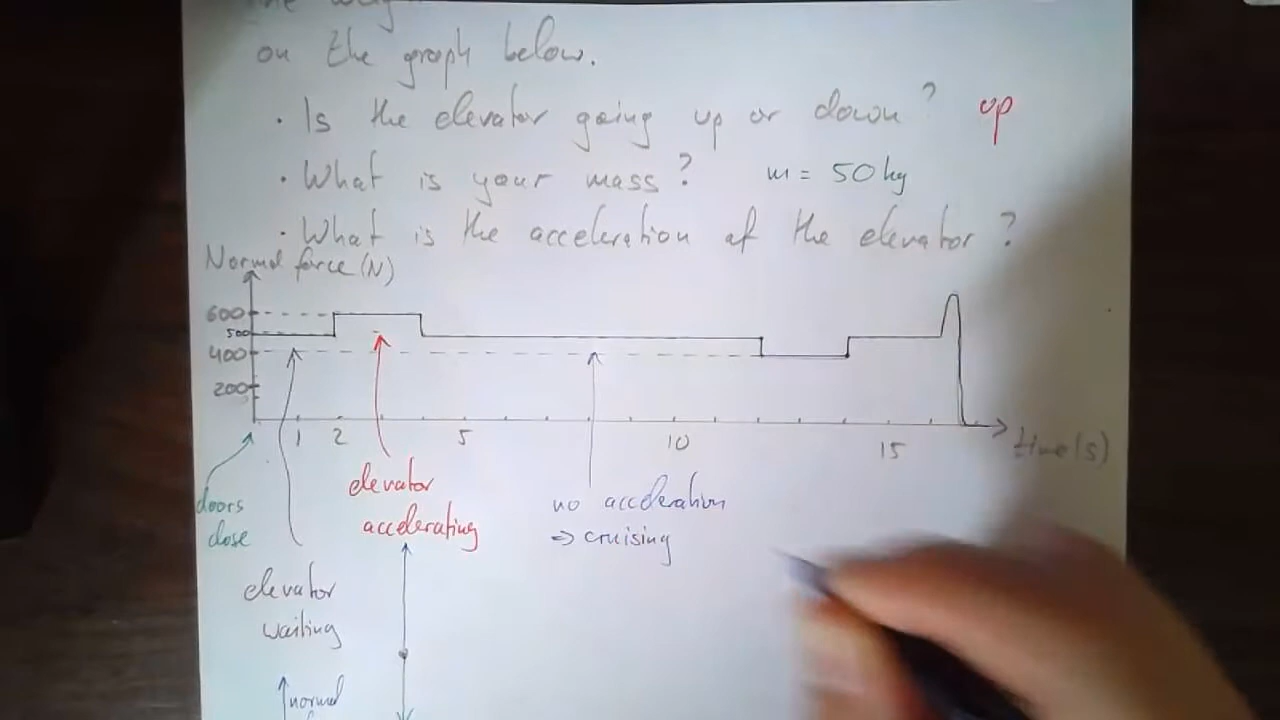 on the graph below.
· Is the elevator going up or down? up
· What is your mass? m = 50 kg
· What is the acceleration of the elevator?
Normal force (N)
600
500
400
200
1 2 5 10 15 time (s)
doors
close
elevator
accelerating
no acceleration
⇒ cruising
elevator
waiting
normal